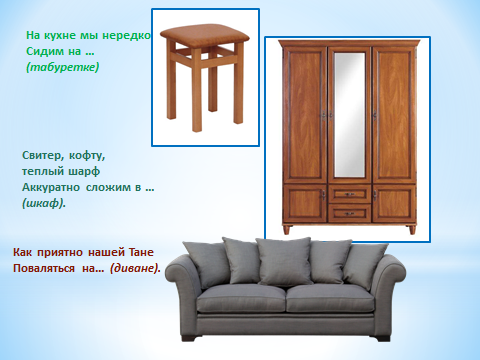 На кухне мы нередко
Сидим на ...
(табуретке)
Свитер, кофту,
теплый шарф
Аккуратно сложим в ...
(шкаф).
Как приятно нашей Тане
Поваляться на... (диване).